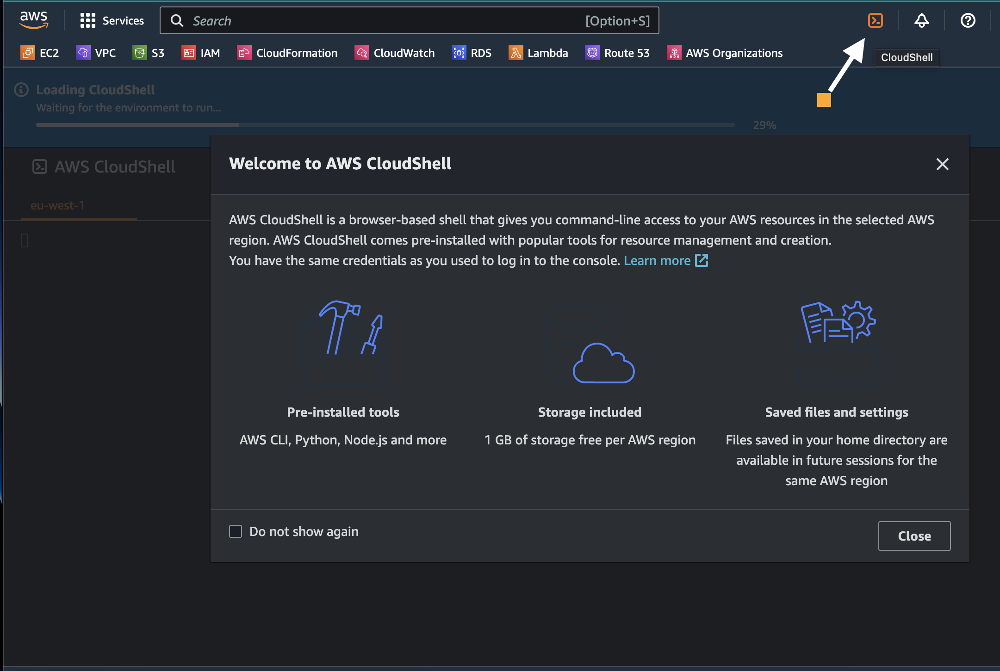 aws
Services
Search
[Option+S]
EC2
VPC
S3
IAM
CloudFormation
CloudWatch
RDS
Lambda
Route 53
AWS Organizations
CloudShell
Loading CloudShell
Waiting for the environment to run...
29%
AWS CloudShell
eu-west-1
Welcome to AWS CloudShell
AWS CloudShell is a browser-based shell that gives you command-line access to your AWS resources in the selected AWS
region. AWS CloudShell comes pre-installed with popular tools for resource management and creation.
You have the same credentials as you used to log in to the console. Learn more
Pre-installed tools
AWS CLI, Python, Node.js and more
Storage included
1 GB of storage free per AWS region
Saved files and settings
Files saved in your home directory are
available in future sessions for the
same AWS region
Do not show again
Close